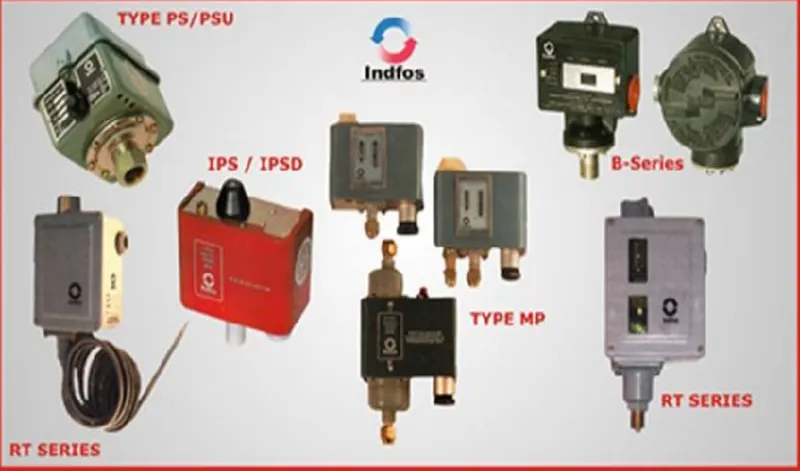 TYPE PS/PSU
Indfos
IPS / IPSD
B-Series
TYPE MP
RT SERIES
RT SERIES